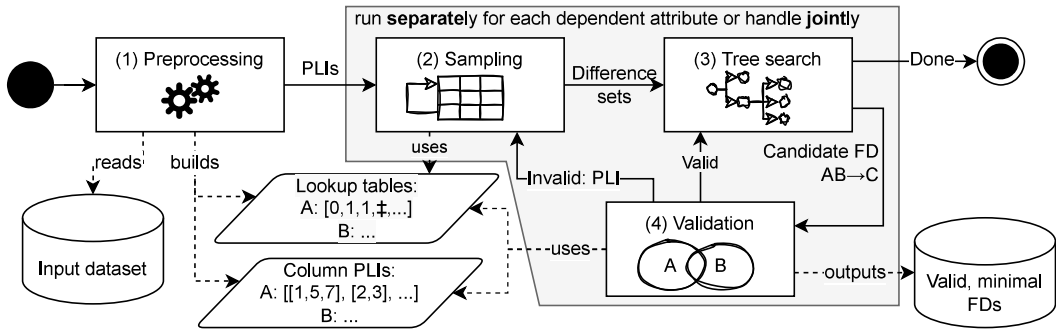 run separately for each dependent attribute or handle jointly
(1) Preprocessing
PLIs
(2) Sampling
Difference
sets
(3) Tree search
Done
reads
builds
uses
Valid
Candidate FD
AB→C
Invalid: PLI
Lookup tables:
A: [0,1,1,‡,...]
B: ...
(4) Validation
A
B
uses
outputs
Input dataset
Column PLIs:
A: [[1,5,7], [2,3], ...]
B: ...
Valid, minimal
FDs